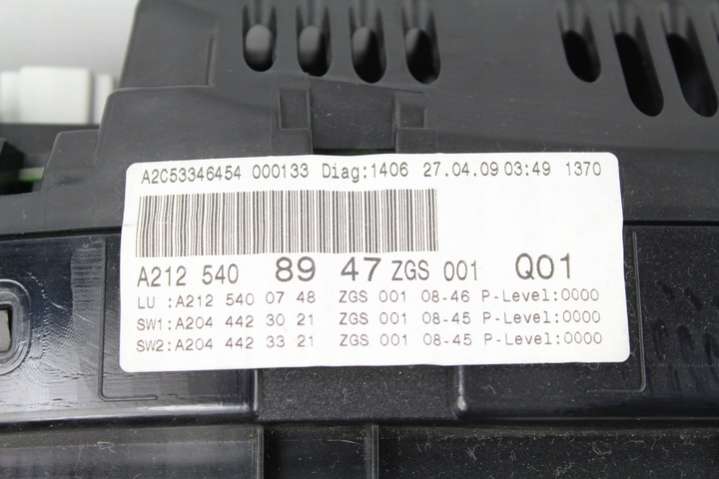 A2C53346454 000133 Diag:1406 27.04.09 03:49 1370
A212 540 89 47 ZGS 001 Q01
LU :A212 540 07 48 ZGS 001 08-46 P-Level:0000
SW1:A204 442 30 21 ZGS 001 08-45 P-Level:0000
SW2:A204 442 33 21 ZGS 001 08-45 P-Level:0000